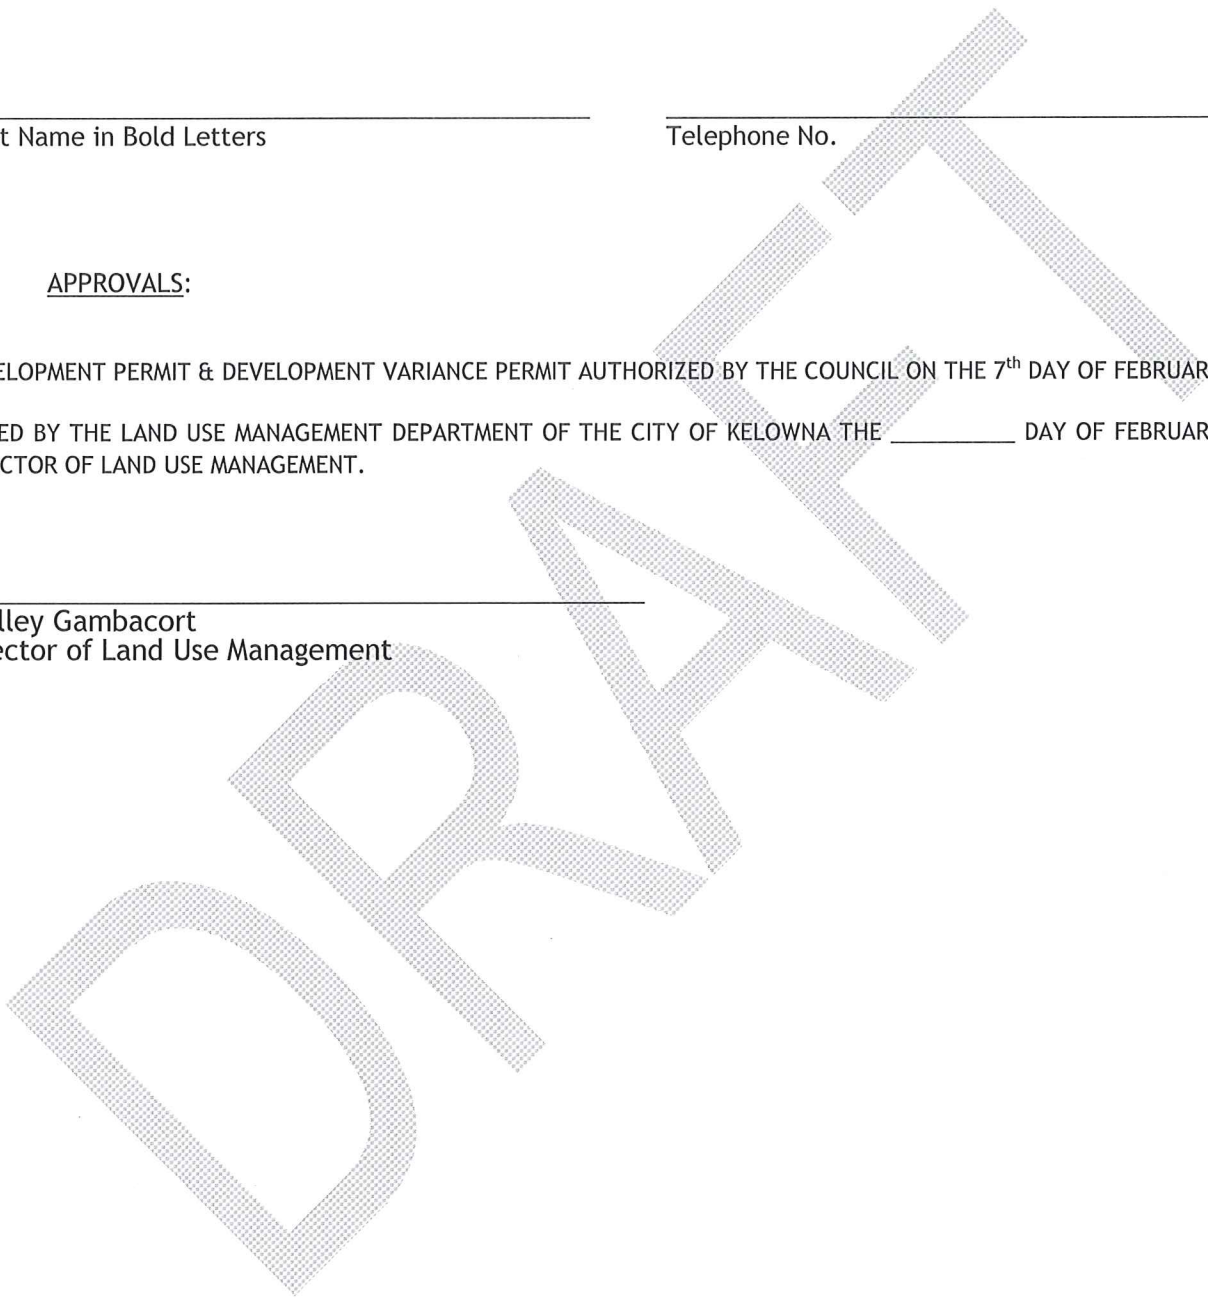 t Name in Bold Letters Telephone No.
APPROVALS:
ELOPMENT PERMIT & DEVELOPMENT VARIANCE PERMIT AUTHORIZED BY THE COUNCIL ON THE 7th DAY OF FEBRUAR
ED BY THE LAND USE MANAGEMENT DEPARTMENT OF THE CITY OF KELOWNA THE __________ DAY OF FEBRUAR
CTOR OF LAND USE MANAGEMENT.
lley Gambacort
ector of Land Use Management
DRAFT